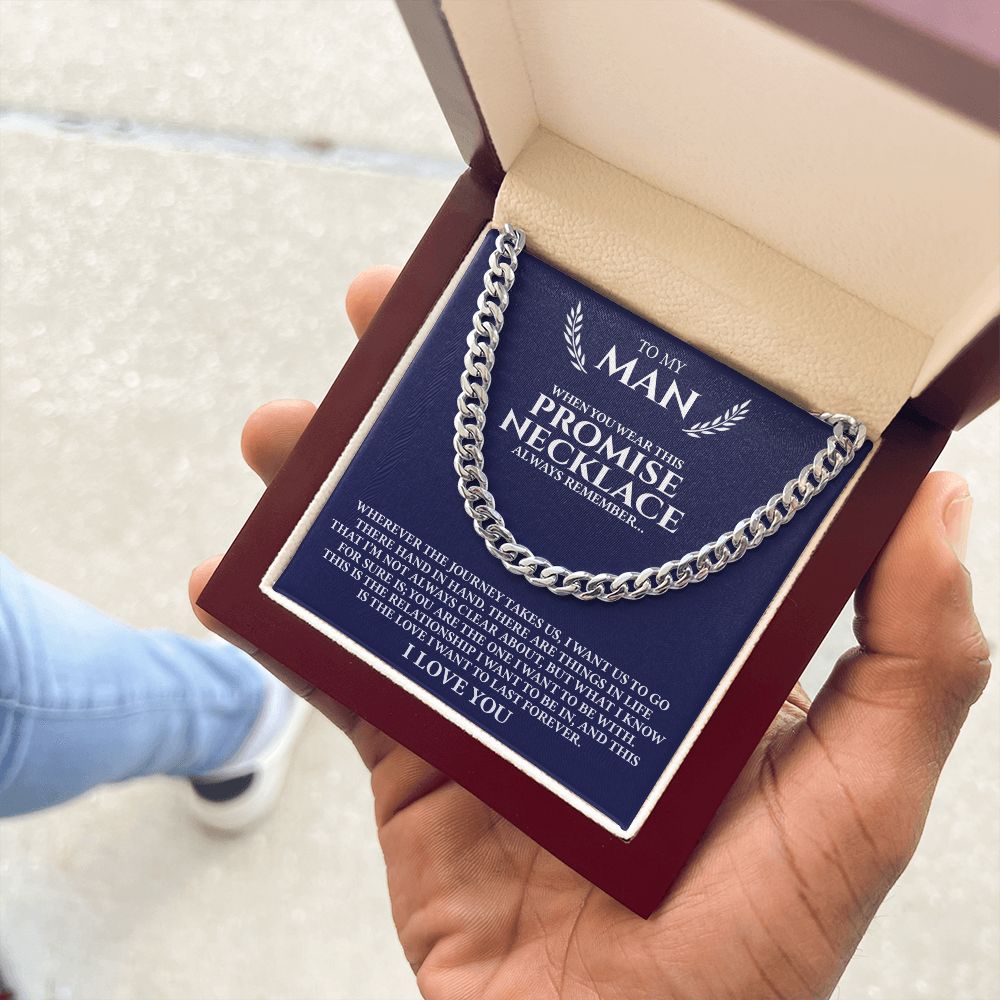 TO MY
MAN
WHEN YOU WEAR THIS
PROMISE
NECKLACE
ALWAYS REMEMBER...
WHEREVER THE JOURNEY TAKES US, I WANT US TO GO
THERE HAND IN HAND. THERE ARE THINGS IN LIFE
THAT I'M NOT ALWAYS CLEAR ABOUT, BUT WHAT I KNOW
FOR SURE IS; YOU ARE THE ONE I WANT TO BE WITH.
THIS IS THE RELATIONSHIP I WANT TO BE IN, AND THIS
IS THE LOVE I WANT TO LAST FOREVER.
I LOVE YOU